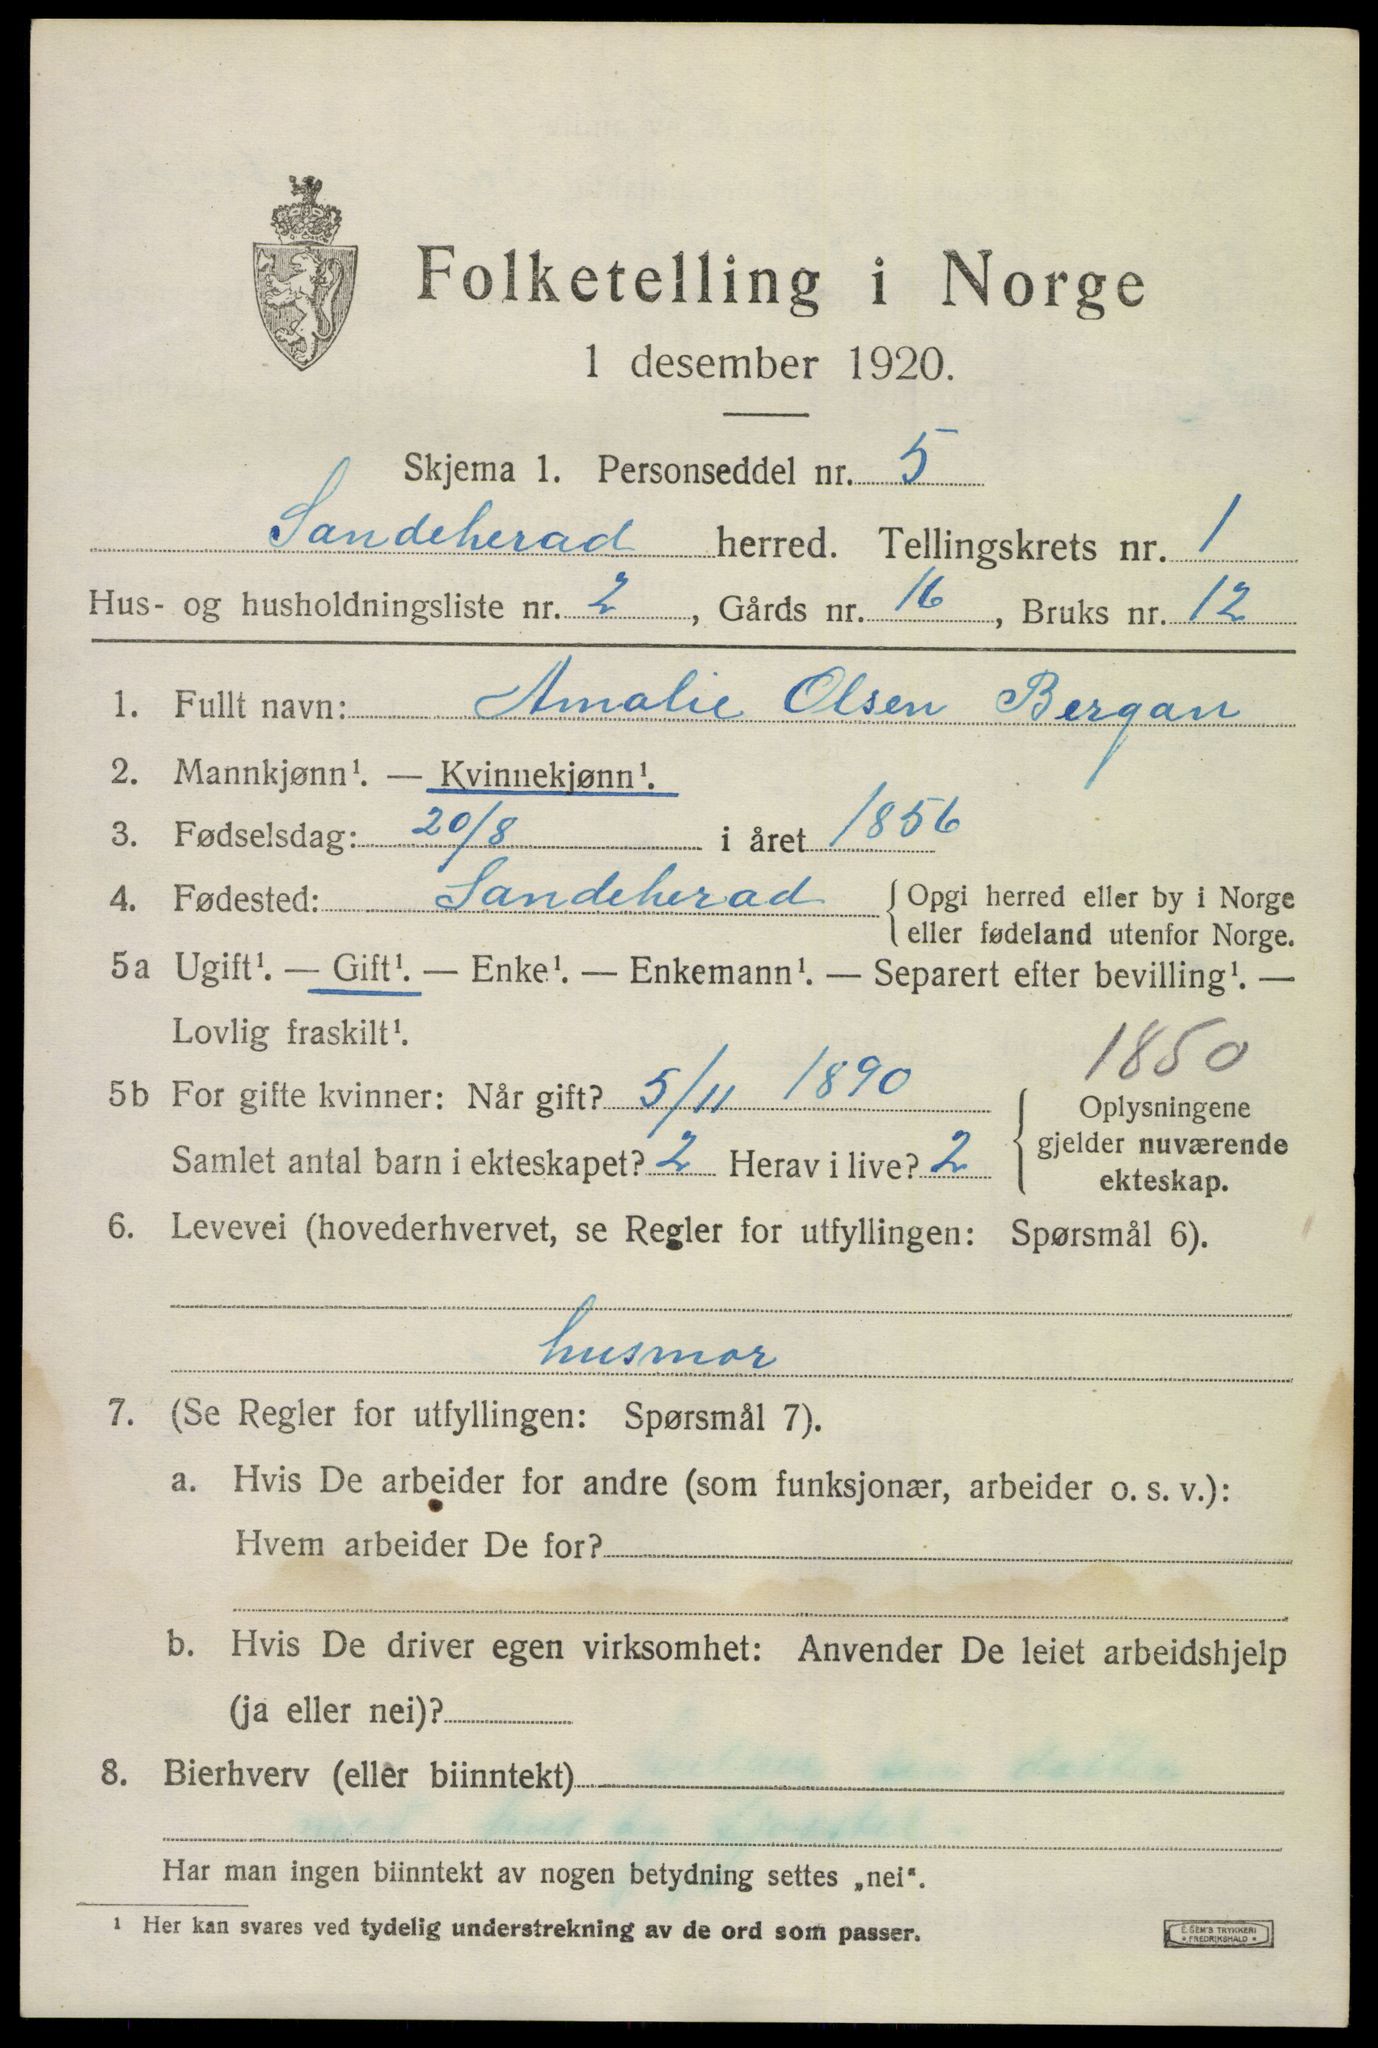 Folketelling i Norge
1 desember 1920.
Skjema 1. Personseddel nr. 5
Sandeherad herred. Tellingskrets nr. 1
Hus- og husholdningsliste nr. 2, Gårds nr. 16, Bruks nr. 12
1. Fullt navn: Amalie Olsen Bergan
2. Mannkjønn¹. — Kvinnekjønn¹.
3. Fødselsdag: 20/8 i året 1856
4. Fødested: Sandeherad { Opgi herred eller by i Norge
eller fødeland utenfor Norge.
5a Ugift¹. — Gift¹. — Enke¹. — Enkemann¹. — Separert efter bevilling¹. —
Lovlig fraskilt¹.
1850
5b For gifte kvinner: Når gift? 5/11 1890
Samlet antal barn i ekteskapet? 2 Herav i live? 2
{ Oplysningene
gjelder nuværende
ekteskap.
6. Levevei (hovederhvervet, se Regler for utfyllingen: Spørsmål 6).
husmor
7. (Se Regler for utfyllingen: Spørsmål 7).
a. Hvis De arbeider for andre (som funksjonær, arbeider o. s. v.):
Hvem arbeider De for?
b. Hvis De driver egen virksomhet: Anvender De leiet arbeidshjelp
(ja eller nei)?
8. Bierhverv (eller biinntekt)
Har man ingen biinntekt av nogen betydning settes „nei“.
¹ Her kan svares ved tydelig understrekning av de ord som passer.
E. SEM'S TRYKKERI
* FREDRIKSHALD *